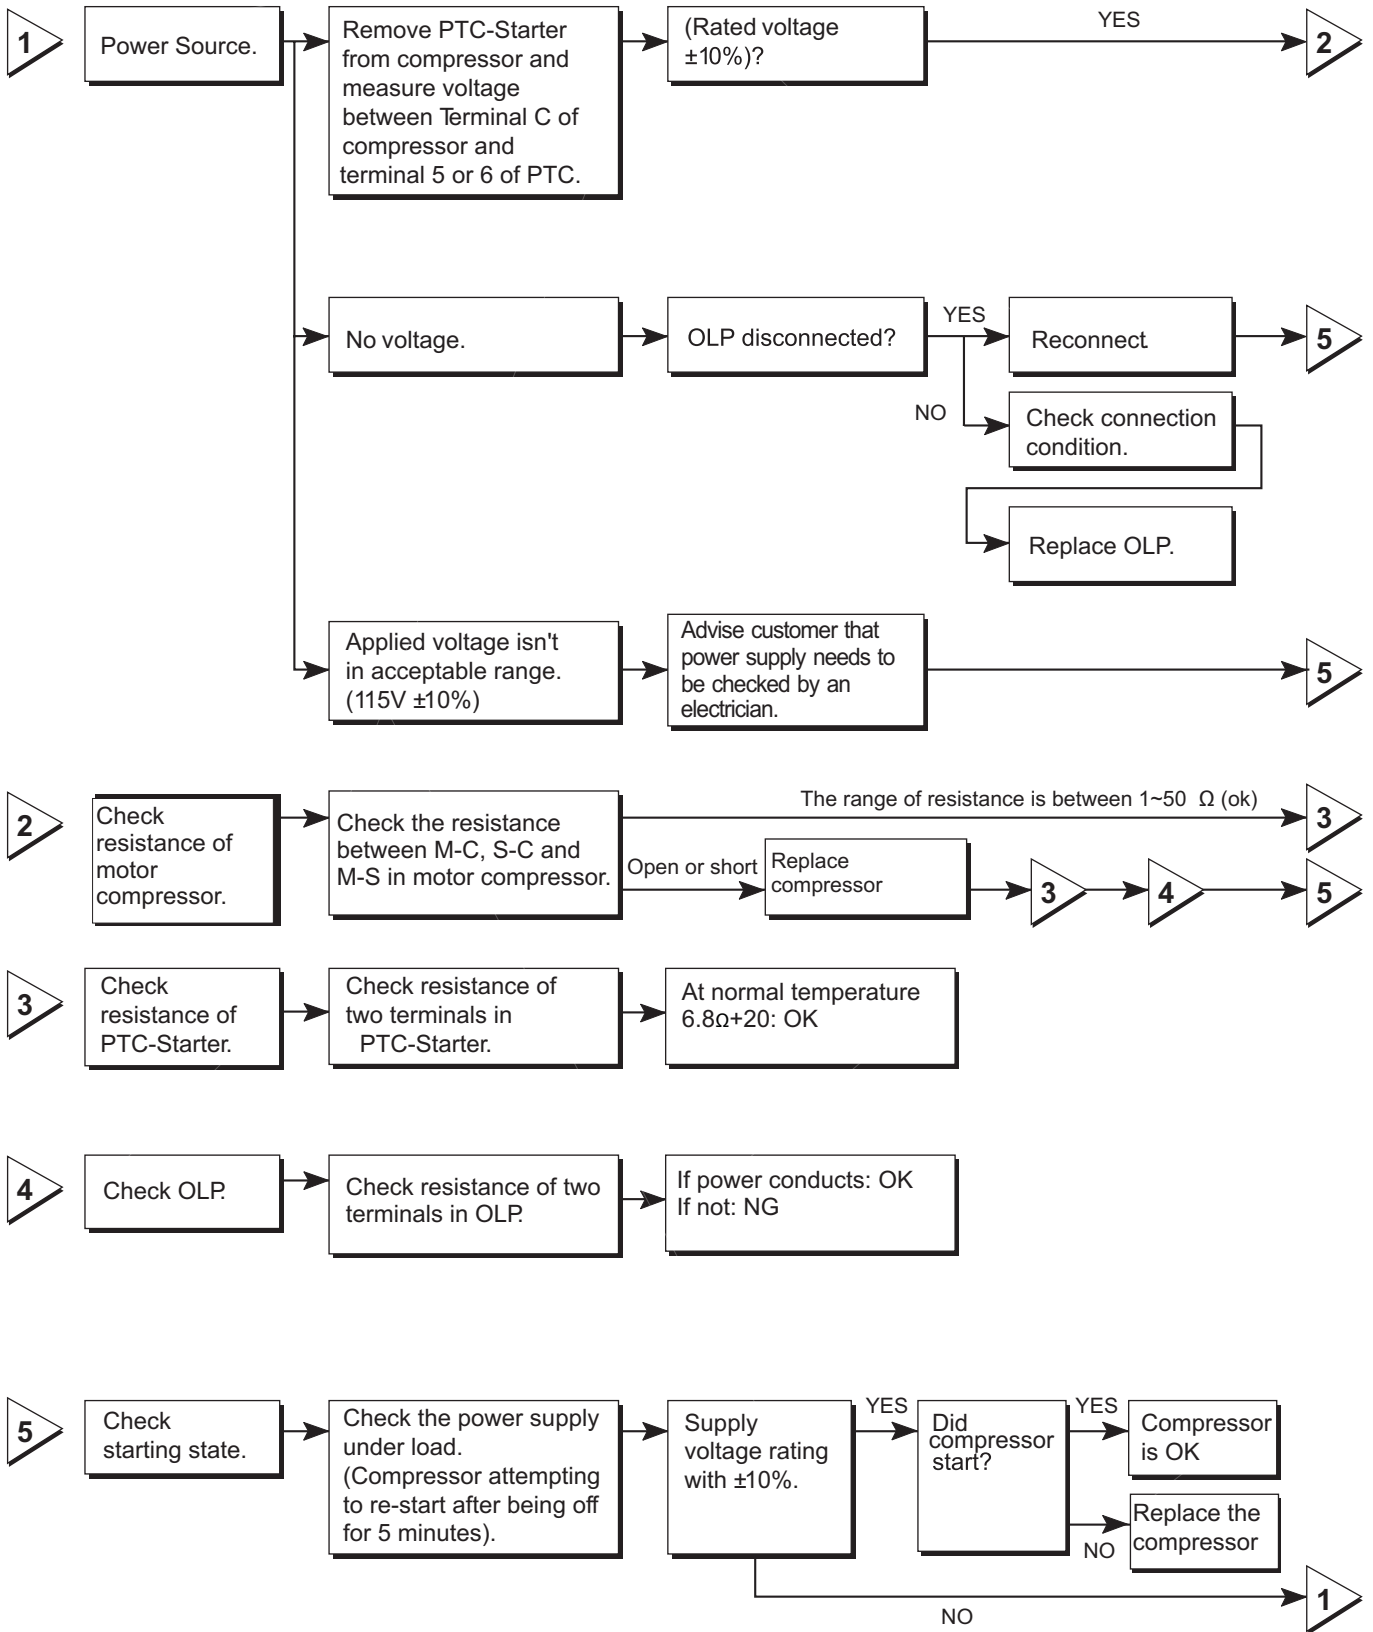 1
Power Source.
Remove PTC-Starter
from compressor and
measure voltage
between Terminal C of
compressor and
terminal 5 or 6 of PTC.
(Rated voltage
±10%)?
YES
2
No voltage.
OLP disconnected?
YES
Reconnect.
5
NO
Check connection
condition.
Replace OLP.
Applied voltage isn't
in acceptable range.
(115V ±10%)
Advise customer that
power supply needs to
be checked by an
electrician.
5
2
Check
resistance of
motor
compressor.
Check the resistance
between M-C, S-C and
M-S in motor compressor.
The range of resistance is between 1~50 Ω (ok)
3
Open or short
Replace
compressor
3
4
5
3
Check
resistance of
PTC-Starter.
Check resistance of
two terminals in
PTC-Starter.
At normal temperature
6.8Ω+20: OK
4
Check OLP.
Check resistance of two
terminals in OLP.
If power conducts: OK
If not: NG
5
Check
starting state.
Check the power supply
under load.
(Compressor attempting
to re-start after being off
for 5 minutes).
Supply
voltage rating
with ±10%.
YES
Did
compressor
start?
YES
Compressor
is OK
NO
Replace the
compressor
NO
1